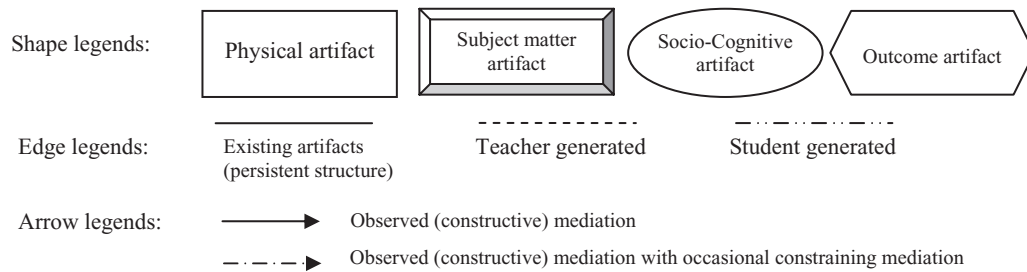 Shape legends:
Physical artifact
Subject matter
artifact
Socio-Cognitive
artifact
Outcome artifact
Edge legends:
Existing artifacts
(persistent structure)
Teacher generated
Student generated
Arrow legends:
Observed (constructive) mediation
Observed (constructive) mediation with occasional constraining mediation